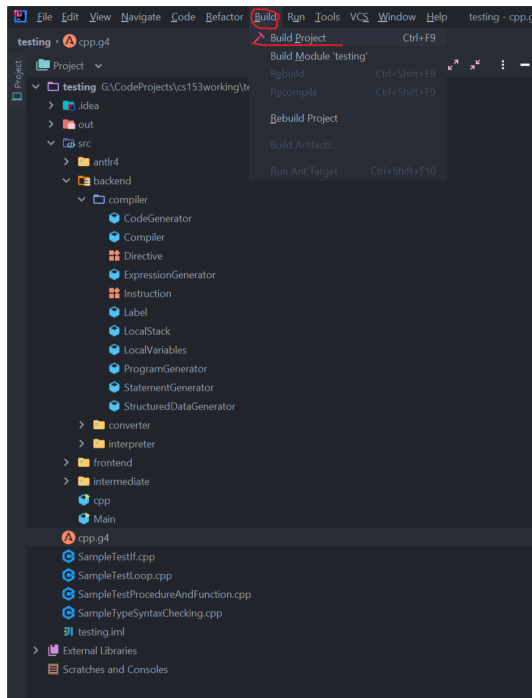 File Edit View Navigate Code Refactor Build Run Tools VCS Window Help testing - cpp.g
testing cpp.g4
Build Project Ctrl+F9
Project
Project
Build Module 'testing'
Rebuild Ctrl+Shift+F9
testing G:\CodeProjects\cs153working\te
Recompile Ctrl+Shift+F9
.idea
out
Rebuild Project
src
Build Artifacts...
antlr4
Run Ant Target Ctrl+Shift+F10
backend
compiler
CodeGenerator
Compiler
Directive
ExpressionGenerator
Instruction
Label
LocalStack
LocalVariables
ProgramGenerator
StatementGenerator
StructuredDataGenerator
converter
interpreter
frontend
intermediate
cpp
Main
cpp.g4
SampleTestIf.cpp
SampleTestLoop.cpp
SampleTestProcedureAndFunction.cpp
SampleTypeSyntaxChecking.cpp
testing.iml
External Libraries
Scratches and Consoles